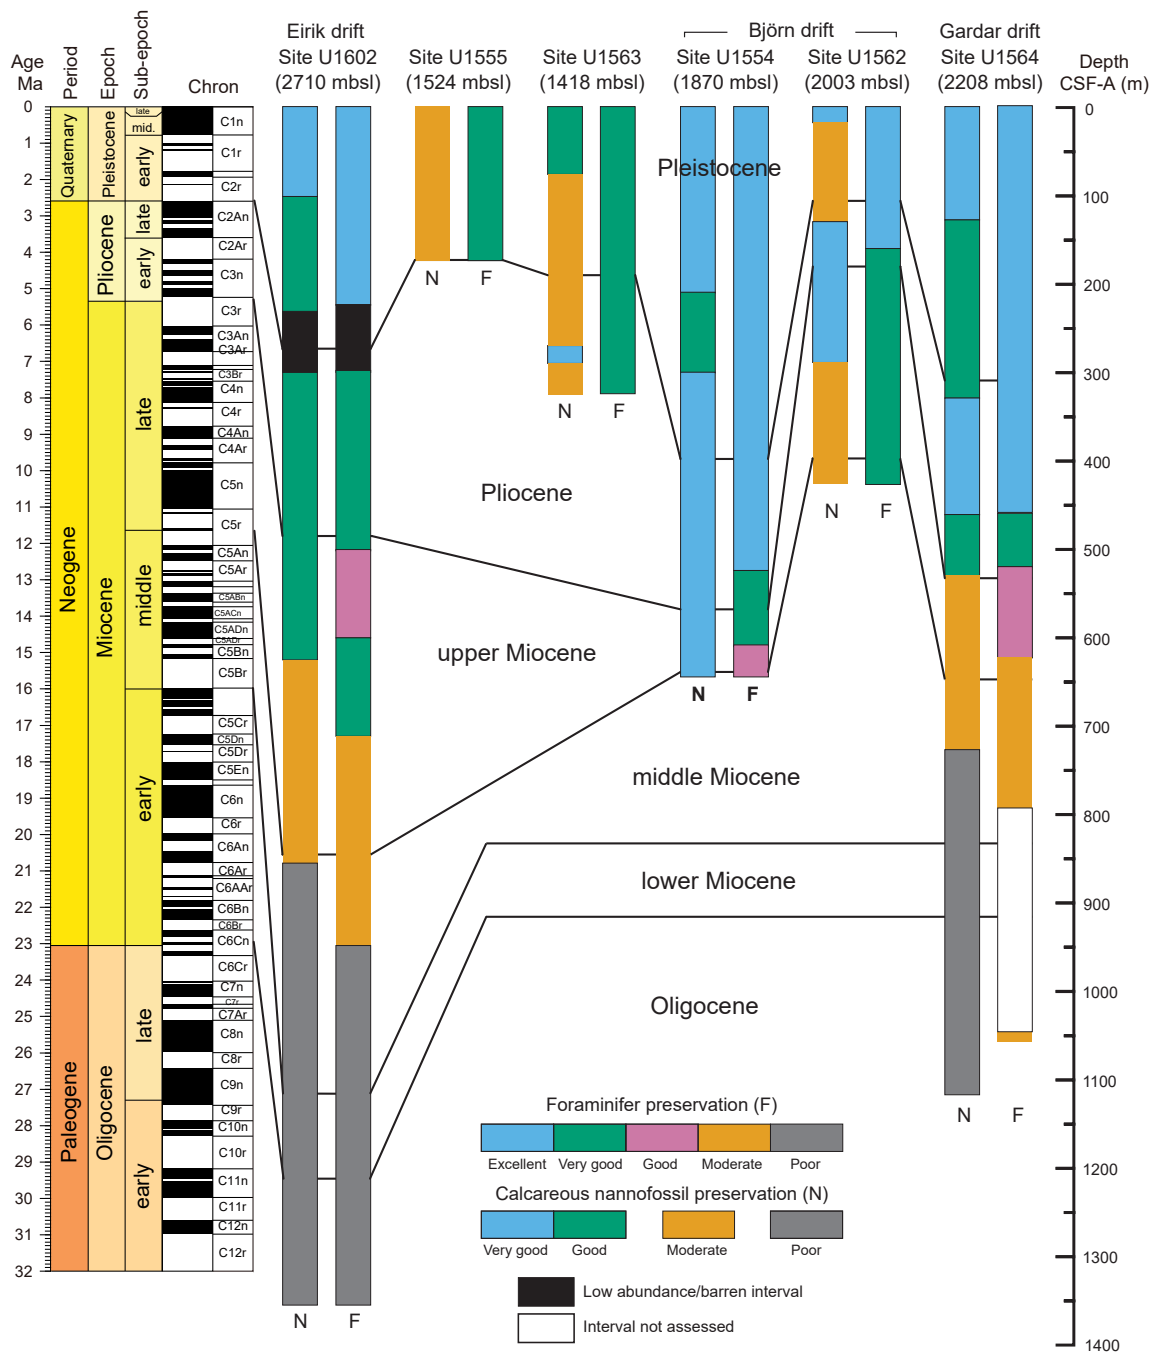 Eirik drift
Björn drift
Gardar drift
Site U1602
Site U1555
Site U1563
Site U1554
Site U1562
Site U1564
(2710 mbsl)
(1524 mbsl)
(1418 mbsl)
(1870 mbsl)
(2003 mbsl)
(2208 mbsl)
Age
Ma
Period
Epoch
Sub-epoch
Chron
Depth
CSF-A (m)
0
1
2
3
4
5
6
7
8
9
10
11
12
13
14
15
16
17
18
19
20
21
22
23
24
25
26
27
28
29
30
31
32
Quaternary
Neogene
Paleogene
Pleistocene
Pliocene
Miocene
Oligocene
late
mid.
early
late
early
late
middle
early
late
early
C1n
C1r
C2r
C2An
C2Ar
C3n
C3r
C3An
C3Ar
C3Br
C4n
C4r
C4An
C4Ar
C5n
C5r
C5An
C5Ar
C5ABn
C5ACn
C5ADn
C5ADr
C5Bn
C5Br
C5Cr
C5Dn
C5Dr
C5En
C6n
C6r
C6An
C6Ar
C6AAr
C6Bn
C6Br
C6Cn
C6Cr
C7n
C7r
C7Ar
C8n
C8r
C9n
C9r
C10n
C10r
C11n
C11r
C12n
C12r
Pleistocene
Pliocene
upper Miocene
middle Miocene
lower Miocene
Oligocene
N F
N F
N F
N F
N F
N F
0
100
200
300
400
500
600
700
800
900
1000
1100
1200
1300
1400
Foraminifer preservation (F)
Excellent Very good Good Moderate Poor
Calcareous nannofossil preservation (N)
Very good Good Moderate Poor
Low abundance/barren interval
Interval not assessed